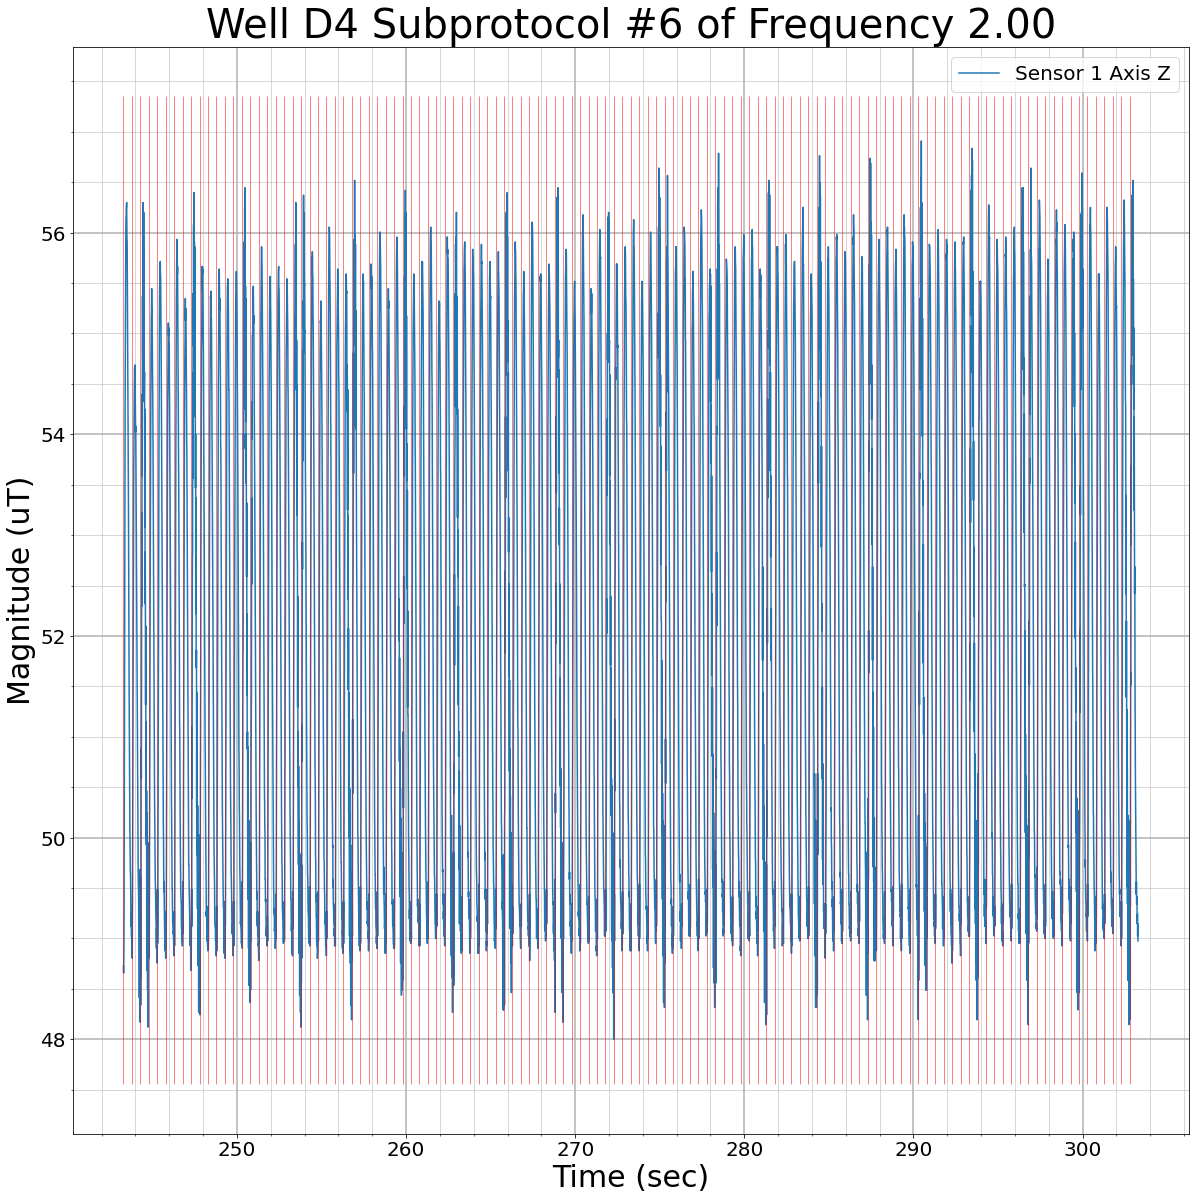 Well D4 Subprotocol #6 of Frequency 2.00
Sensor 1 Axis Z
56
54
52
50
48
Magnitude (uT)
250 260 270 280 290 300
Time (sec)